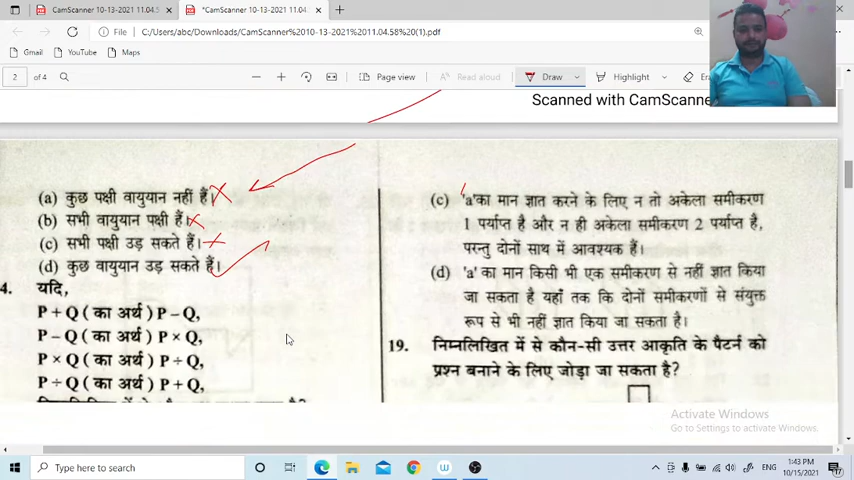 CamScanner 10-13-2021 11.04.5
*CamScanner 10-13-2021 11.04.5
File
C:/Users/abc/Downloads/CamScanner%2010-13-2021%2011.04.58%20(1).pdf
Gmail
YouTube
Maps
2 of 4
Page view
Read aloud
Draw
Highlight
Scanned with CamScanner
(a) कुछ पक्षी वायुयान नहीं हैं।
(b) सभी वायुयान पक्षी हैं।
(c) सभी पक्षी उड़ सकते हैं।
(d) कुछ वायुयान उड़ सकते हैं।
4. यदि,
P + Q ( का अर्थ ) P – Q,
P – Q ( का अर्थ ) P × Q,
P × Q ( का अर्थ ) P ÷ Q,
P ÷ Q ( का अर्थ ) P + Q,
(c) 'a'का मान ज्ञात करने के लिए न तो अकेला समीकरण
1 पर्याप्त है और न ही अकेला समीकरण 2 पर्याप्त है,
परन्तु दोनों साथ में आवश्यक हैं।
(d) 'a' का मान किसी भी एक समीकरण से नहीं ज्ञात किया
जा सकता है यहाँ तक कि दोनों समीकरणों से संयुक्त
रूप से भी नहीं ज्ञात किया जा सकता है।
19. निम्नलिखित में से कौन-सी उत्तर आकृति के पैटर्न को
प्रश्न बनाने के लिए जोड़ा जा सकता है?
Activate Windows
Go to Settings to activate Windows.
Type here to search
ENG
1:43 PM
10/15/2021